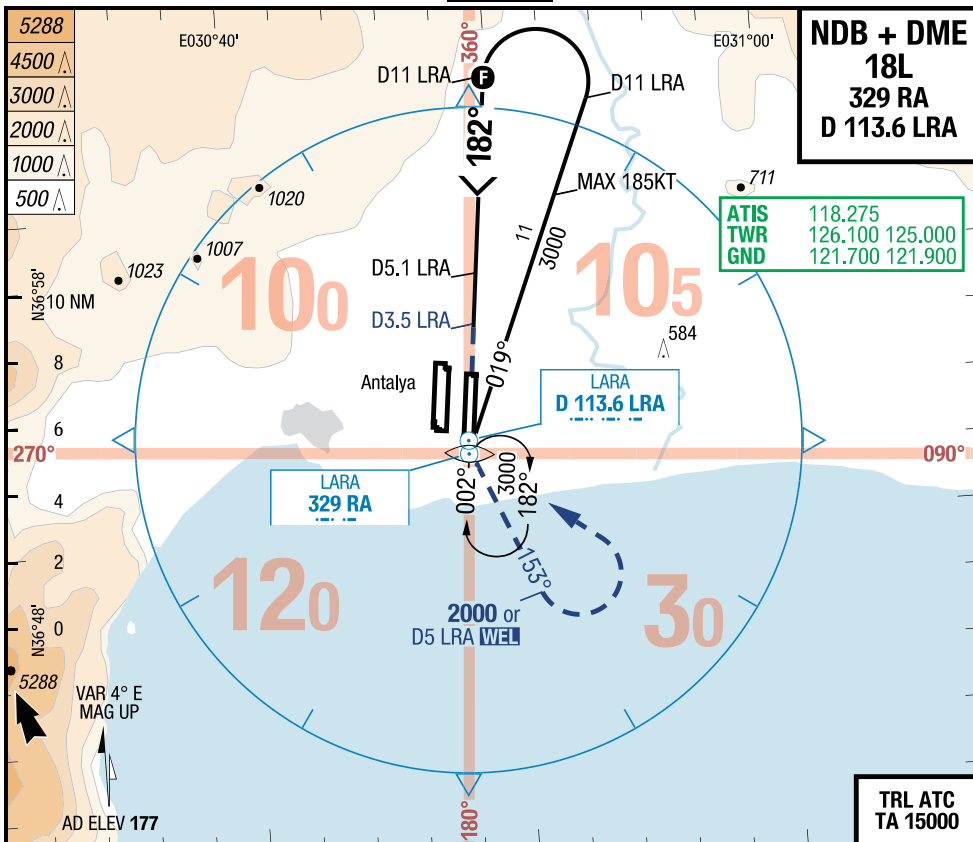 5288
4500
3000
2000
1000
500
E030°40'
360°
E031°00'
NDB + DME
18L
329 RA
D 113.6 LRA
D11 LRA
F
D11 LRA
182°
MAX 185KT
1020
711
ATIS 118.275
TWR 126.100 125.000
GND 121.700 121.900
11
3000
1007
1023
D5.1 LRA
100
105
N36°58'
10 NM
D3.5 LRA
584
8
Antalya
019°
LARA
D 113.6 LRA
6
270°
090°
LARA
329 RA
002°
3000
182°
4
153°
2
120
30
2000 or
D5 LRA WEL
N36°48'
0
5288
VAR 4° E
MAG UP
AD ELEV 177
180°
TRL ATC
TA 15000